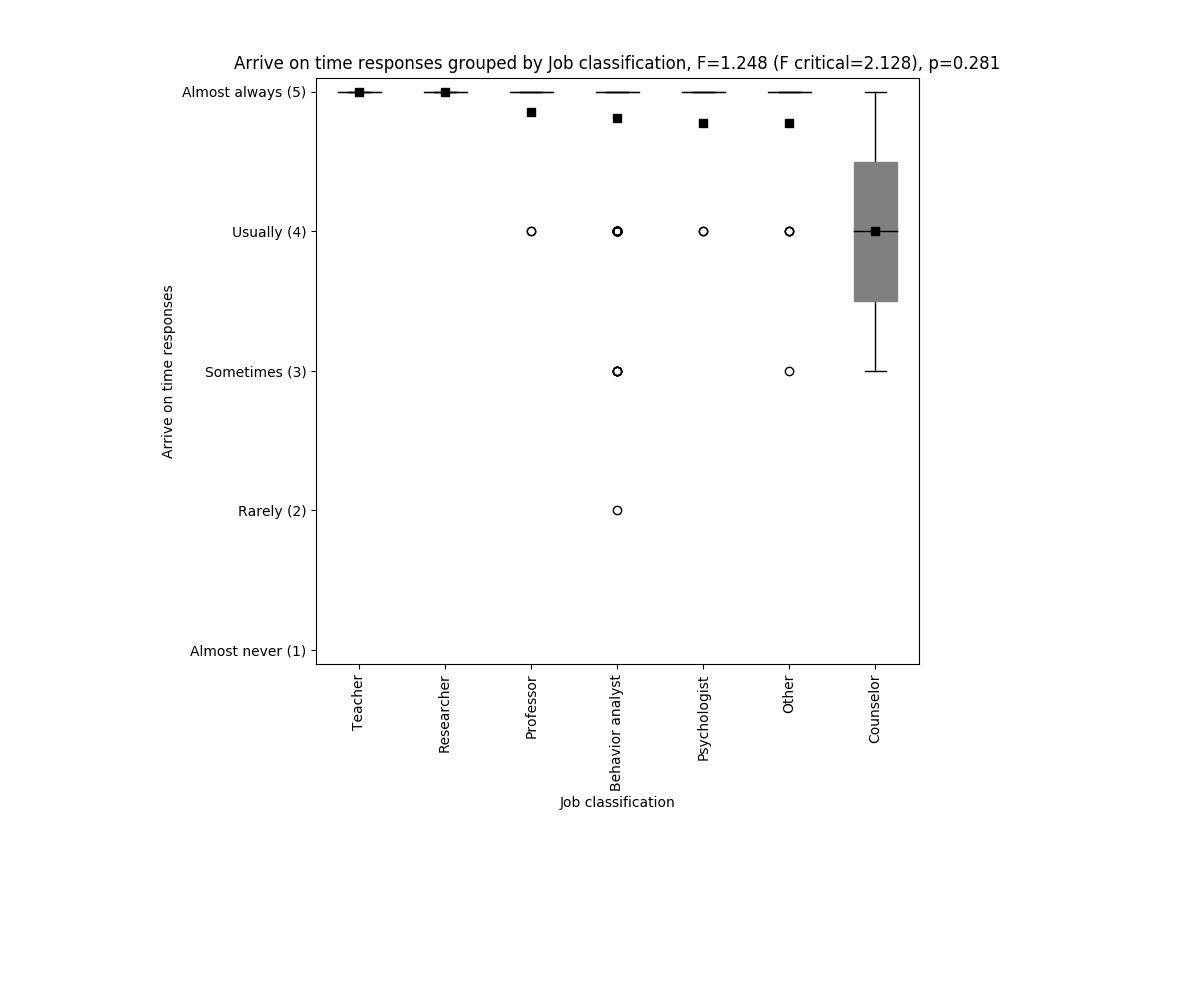 Arrive on time responses grouped by Job classification, F=1.248 (F critical=2.128), p=0.281
Almost always (5)
Usually (4)
Sometimes (3)
Rarely (2)
Almost never (1)
Arrive on time responses
Teacher
Researcher
Professor
Behavior analyst
Psychologist
Other
Counselor
Job classification